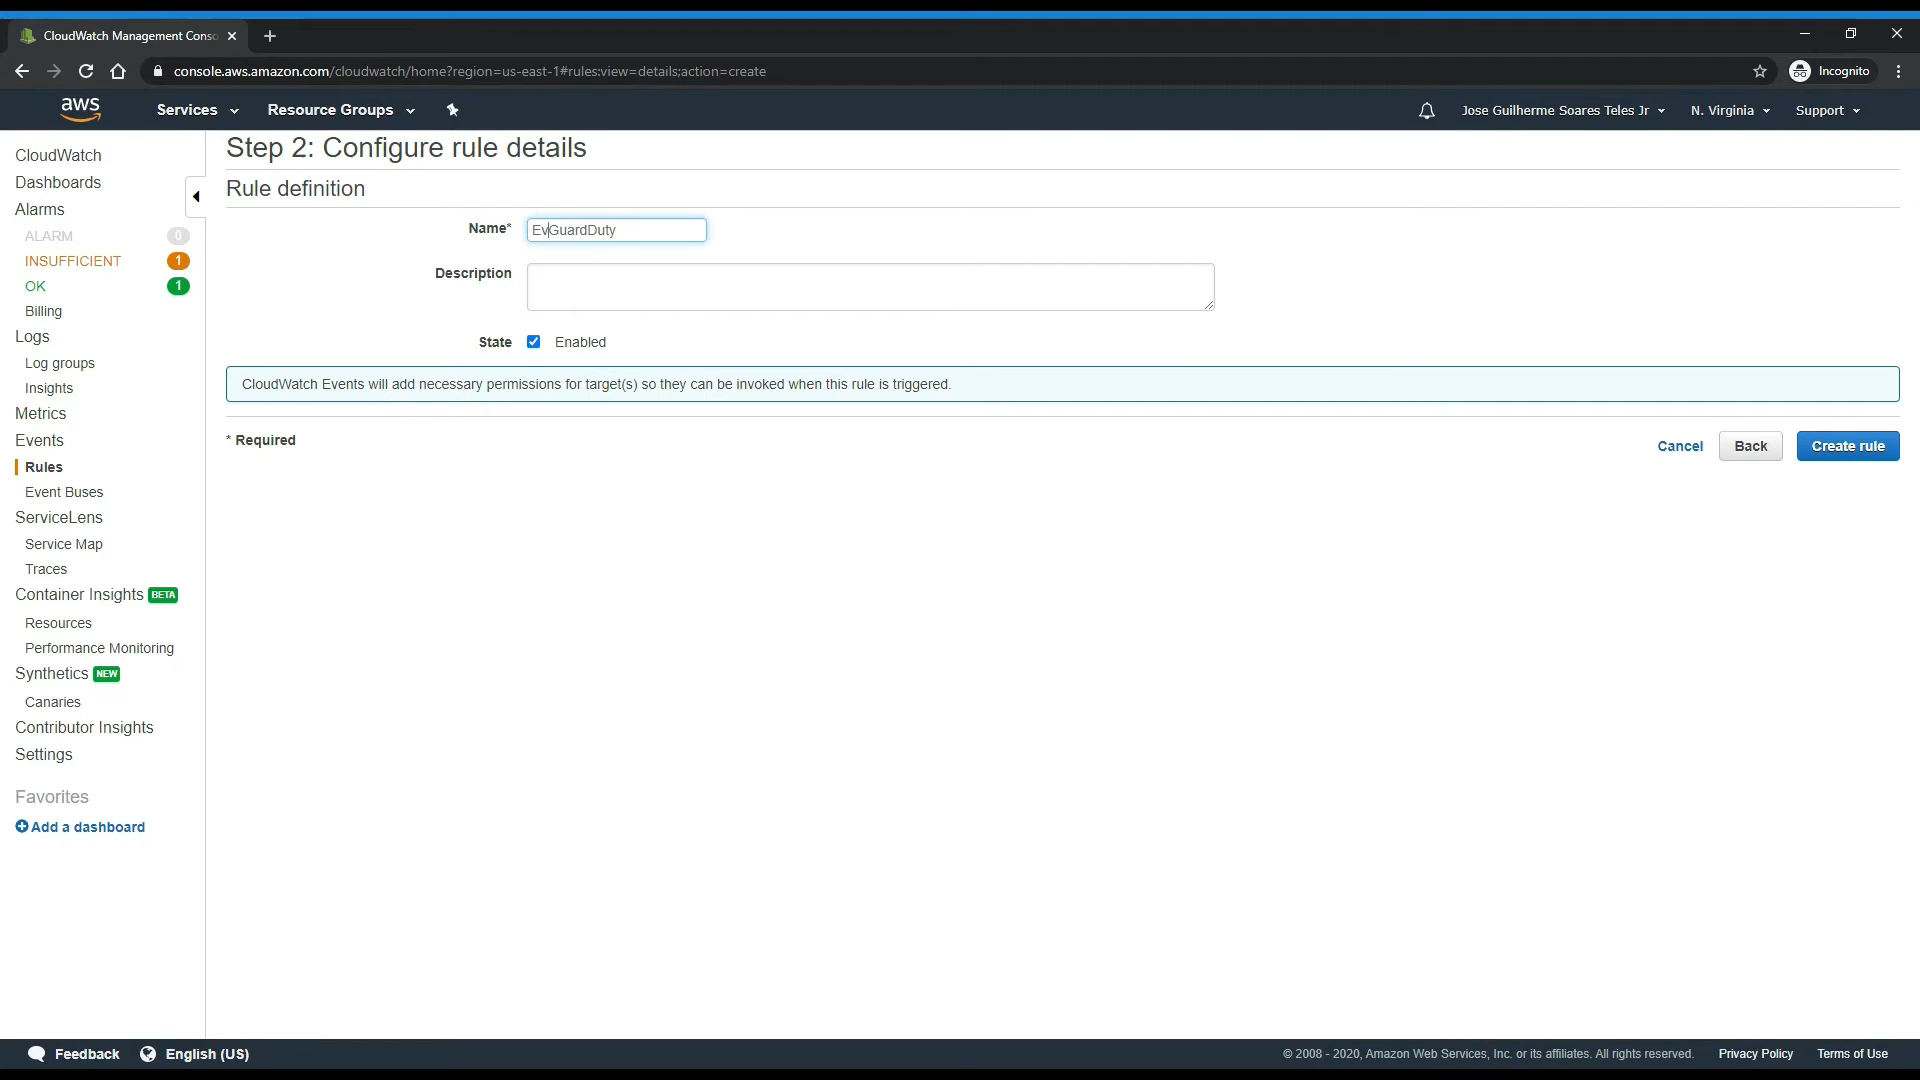 CloudWatch Management Conso
console.aws.amazon.com/cloudwatch/home?region=us-east-1#rules:view=details;action=create
Incognito
aws
Services
Resource Groups
Jose Guilherme Soares Teles Jr
N. Virginia
Support
CloudWatch
Dashboards
Alarms
ALARM 0
INSUFFICIENT 1
OK 1
Billing
Logs
Log groups
Insights
Metrics
Events
Rules
Event Buses
ServiceLens
Service Map
Traces
Container Insights BETA
Resources
Performance Monitoring
Synthetics NEW
Canaries
Contributor Insights
Settings
Favorites
Add a dashboard
Step 2: Configure rule details
Rule definition
Name* EvGuardDuty
Description
State Enabled
CloudWatch Events will add necessary permissions for target(s) so they can be invoked when this rule is triggered.
* Required
Cancel Back Create rule
Feedback English (US)
© 2008 - 2020, Amazon Web Services, Inc. or its affiliates. All rights reserved. Privacy Policy Terms of Use